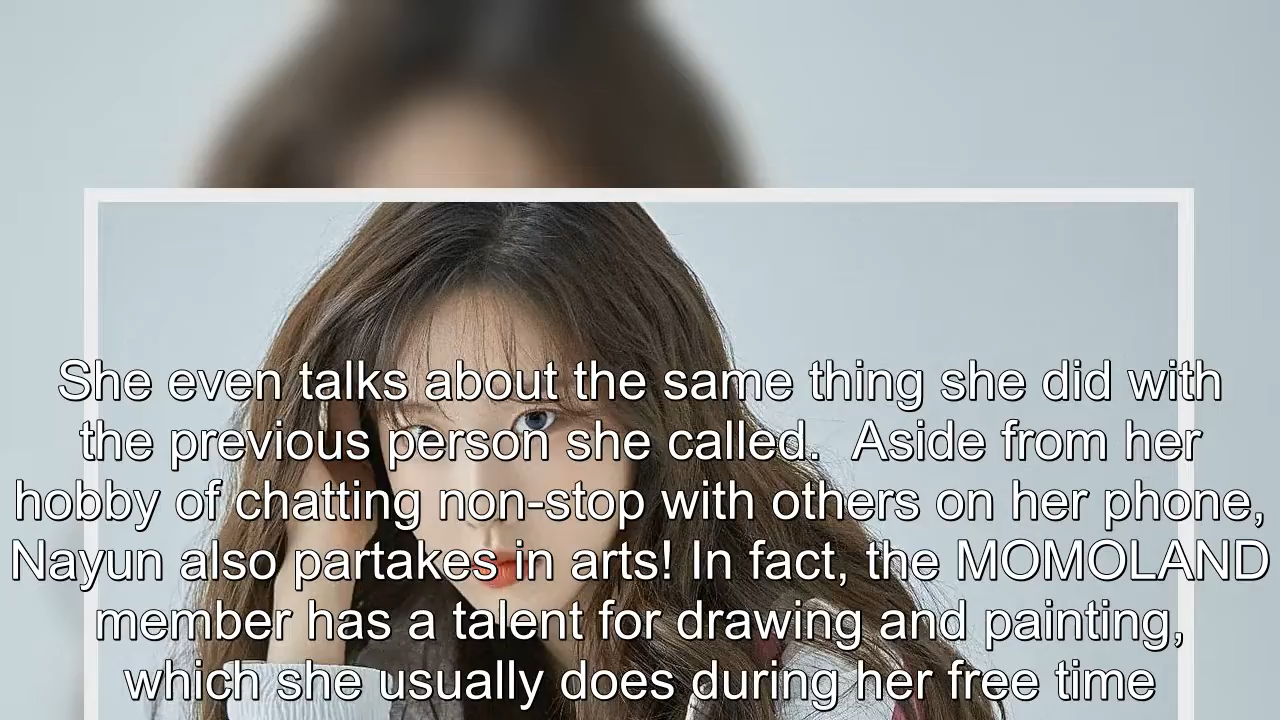 She even talks about the same thing she did with
the previous person she called.  Aside from her
hobby of chatting non-stop with others on her phone,
Nayun also partakes in arts! In fact, the MOMOLAND
member has a talent for drawing and painting,
which she usually does during her free time